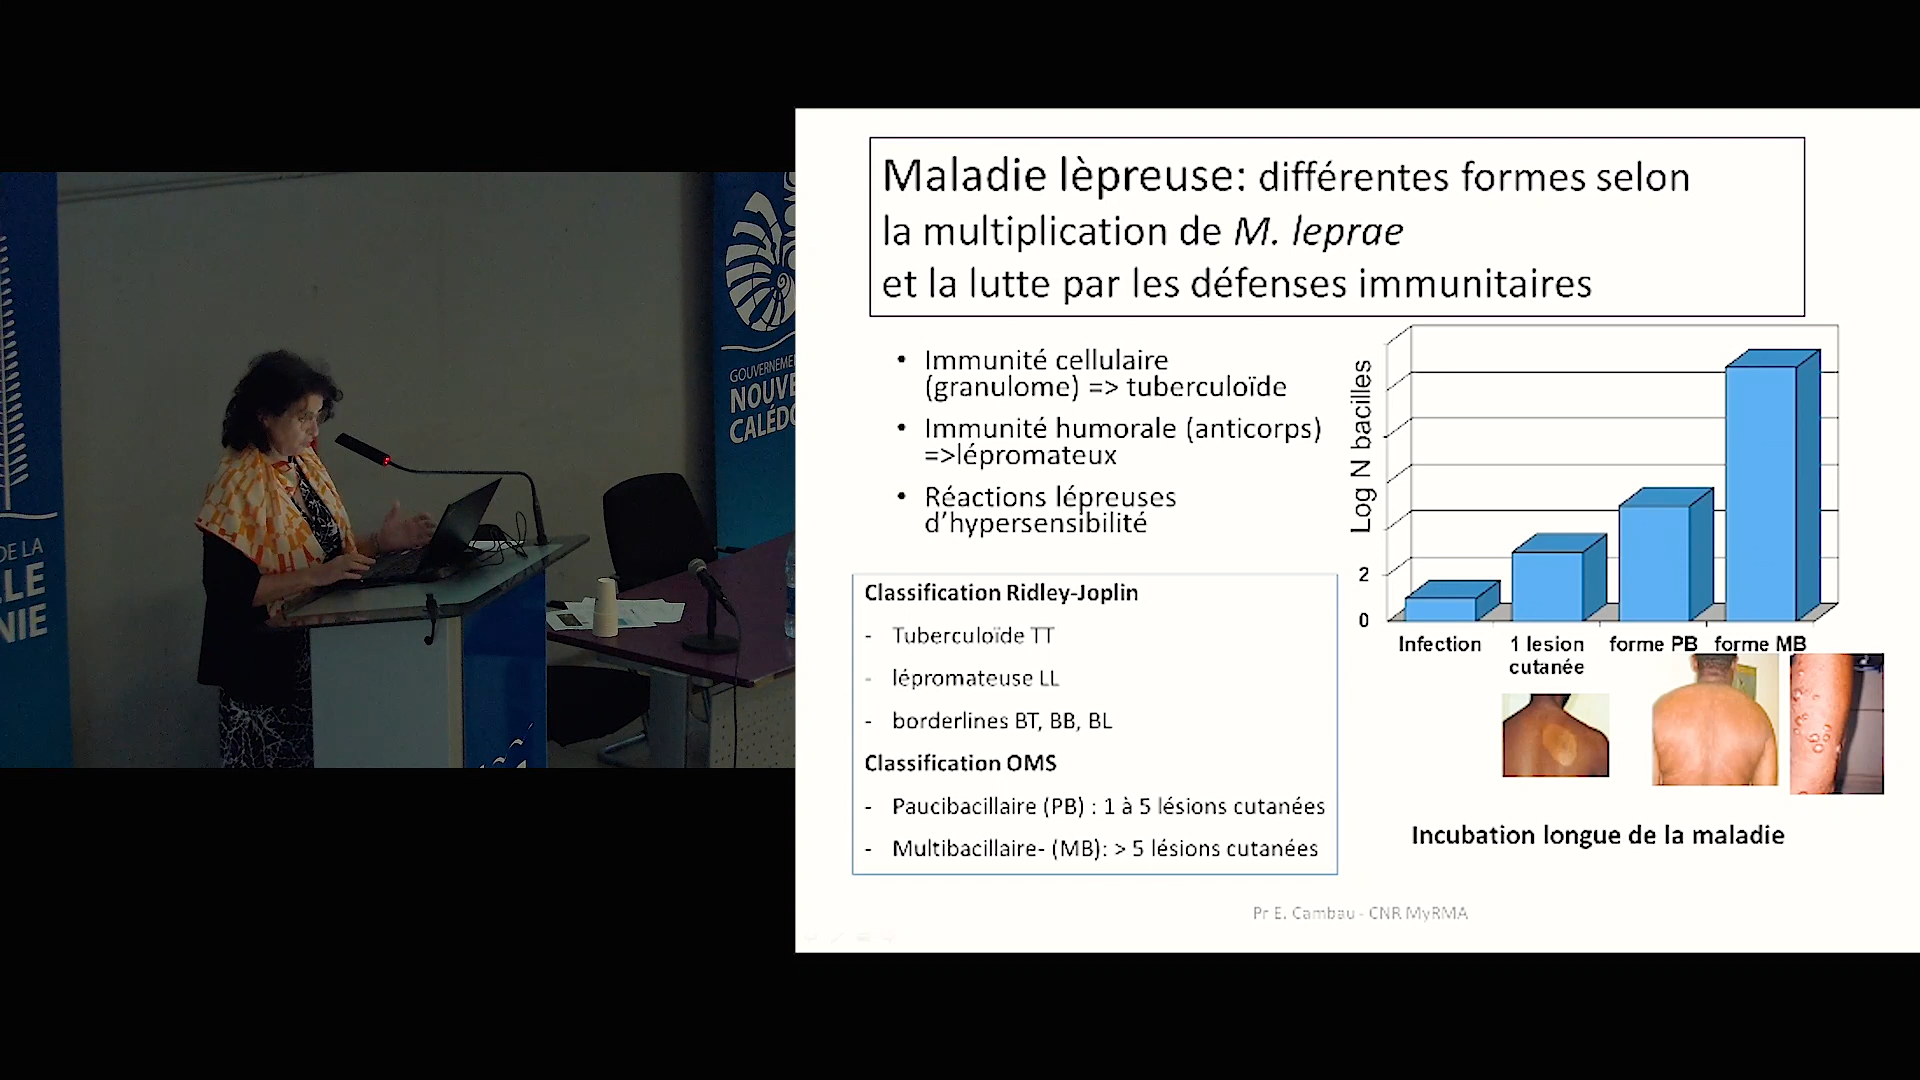 DE LA
LLE
NIE
GOUVERNEME
NOUVE
CALÉDO
Maladie lèpreuse: différentes formes selon
la multiplication de M. leprae
et la lutte par les défenses immunitaires
• Immunité cellulaire
(granulome) => tuberculoïde
• Immunité humorale (anticorps)
=>lépromateux
• Réactions lépreuses
d’hypersensibilité
Classification Ridley-Joplin
- Tuberculoïde TT
- lépromateuse LL
- borderlines BT, BB, BL
Classification OMS
- Paucibacillaire (PB) : 1 à 5 lésions cutanées
- Multibacillaire- (MB): > 5 lésions cutanées
Log N bacilles
2
0
Infection
1 lesion
cutanée
forme PB
forme MB
Incubation longue de la maladie
Pr E. Cambau - CNR MyRMA